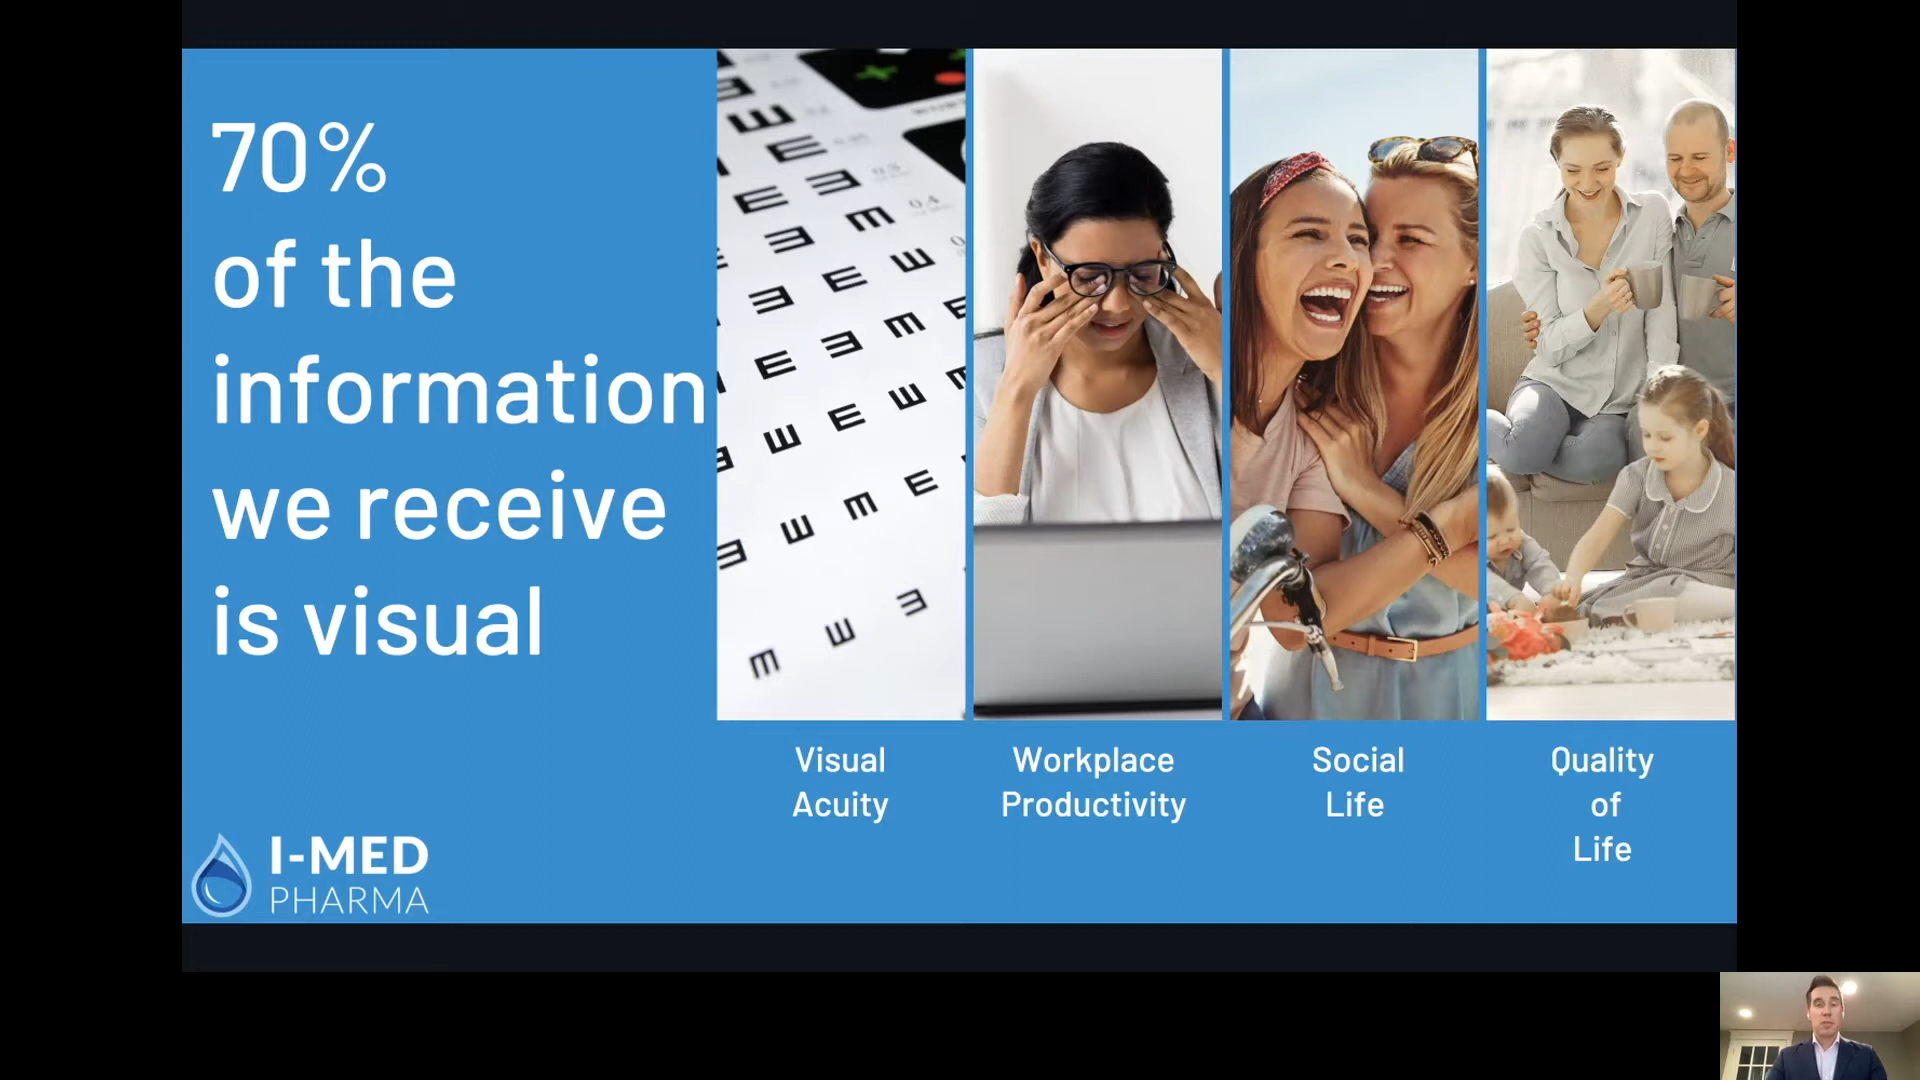 70%
of the
information
we receive
is visual
Visual
Acuity
Workplace
Productivity
Social
Life
Quality
of
Life
I-MED
PHARMA